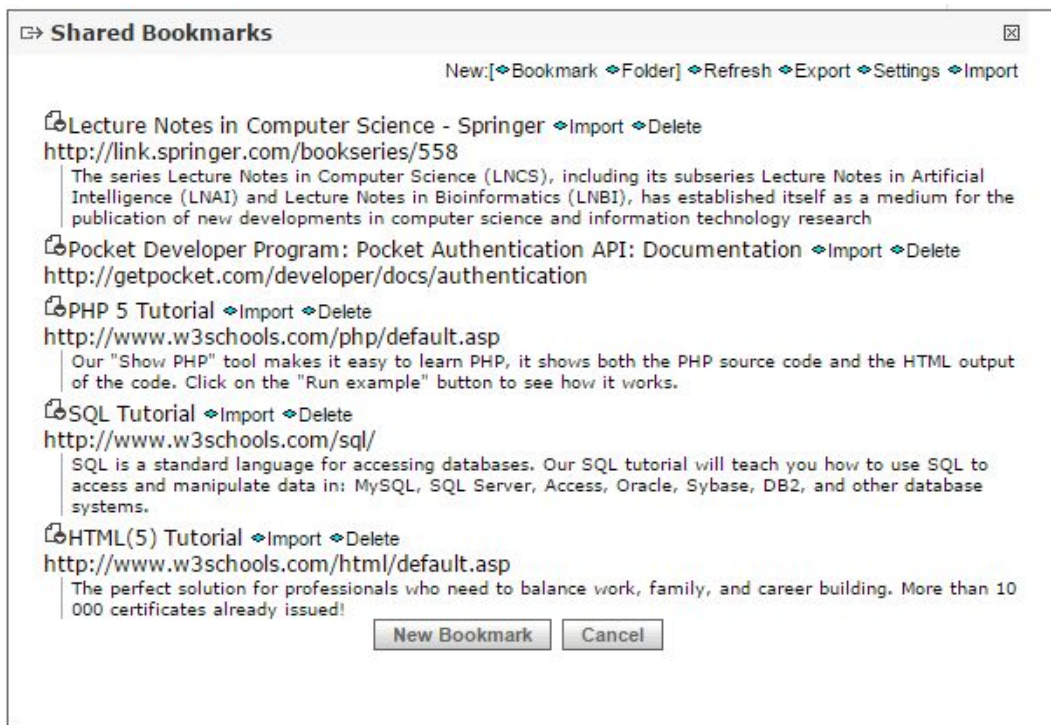 Shared Bookmarks
New:[Bookmark Folder] Refresh Export Settings Import
Lecture Notes in Computer Science - Springer Import Delete
http://link.springer.com/bookseries/558
The series Lecture Notes in Computer Science (LNCS), including its subseries Lecture Notes in Artificial
Intelligence (LNAI) and Lecture Notes in Bioinformatics (LNBI), has established itself as a medium for the
publication of new developments in computer science and information technology research
Pocket Developer Program: Pocket Authentication API: Documentation Import Delete
http://getpocket.com/developer/docs/authentication
PHP 5 Tutorial Import Delete
http://www.w3schools.com/php/default.asp
Our "Show PHP" tool makes it easy to learn PHP, it shows both the PHP source code and the HTML output
of the code. Click on the "Run example" button to see how it works.
SQL Tutorial Import Delete
http://www.w3schools.com/sql/
SQL is a standard language for accessing databases. Our SQL tutorial will teach you how to use SQL to
access and manipulate data in: MySQL, SQL Server, Access, Oracle, Sybase, DB2, and other database
systems.
HTML(5) Tutorial Import Delete
http://www.w3schools.com/html/default.asp
The perfect solution for professionals who need to balance work, family, and career building. More than 10
000 certificates already issued!
New Bookmark Cancel